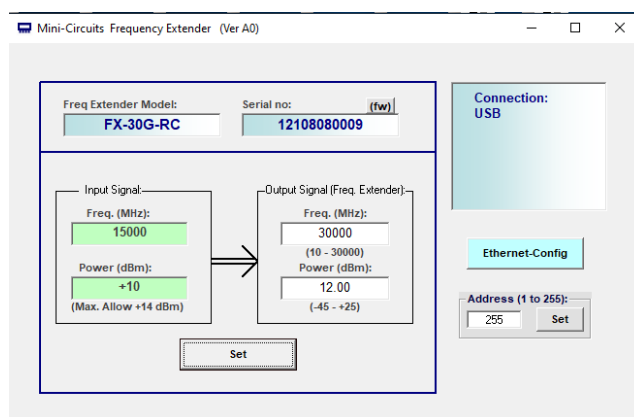 Mini-Circuits Frequency Extender (Ver A0)
Freq Extender Model:
Serial no:
(fw)
FX-30G-RC
12108080009
Connection:
USB
Input Signal:
Freq. (MHz):
15000
Power (dBm):
+10
(Max. Allow +14 dBm)
Output Signal (Freq. Extender):
Freq. (MHz):
30000
(10 - 30000)
Power (dBm):
12.00
(-45 - +25)
Set
Ethernet-Config
Address (1 to 255):
255
Set